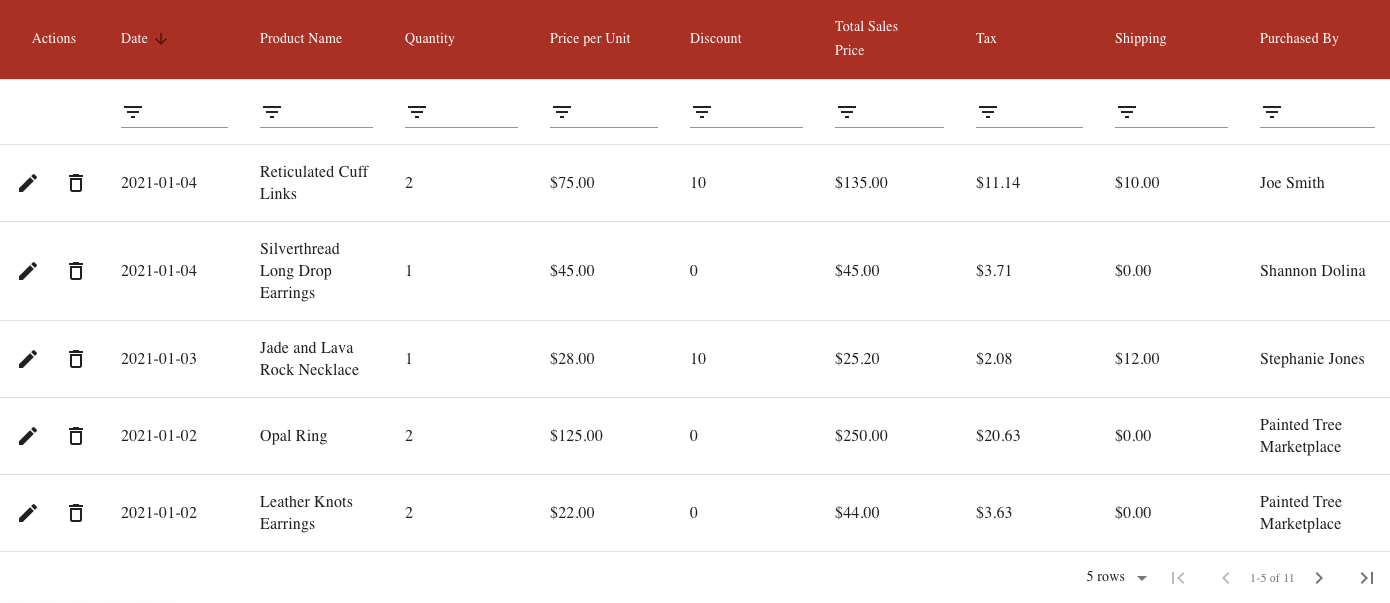 Actions Date Product Name Quantity Price per Unit Discount Total Sales Price Tax Shipping Purchased By
2021-01-04 Reticulated Cuff Links 2 $75.00 10 $135.00 $11.14 $10.00 Joe Smith
2021-01-04 Silverthread Long Drop Earrings 1 $45.00 0 $45.00 $3.71 $0.00 Shannon Dolina
2021-01-03 Jade and Lava Rock Necklace 1 $28.00 10 $25.20 $2.08 $12.00 Stephanie Jones
2021-01-02 Opal Ring 2 $125.00 0 $250.00 $20.63 $0.00 Painted Tree Marketplace
2021-01-02 Leather Knots Earrings 2 $22.00 0 $44.00 $3.63 $0.00 Painted Tree Marketplace
5 rows 1-5 of 11